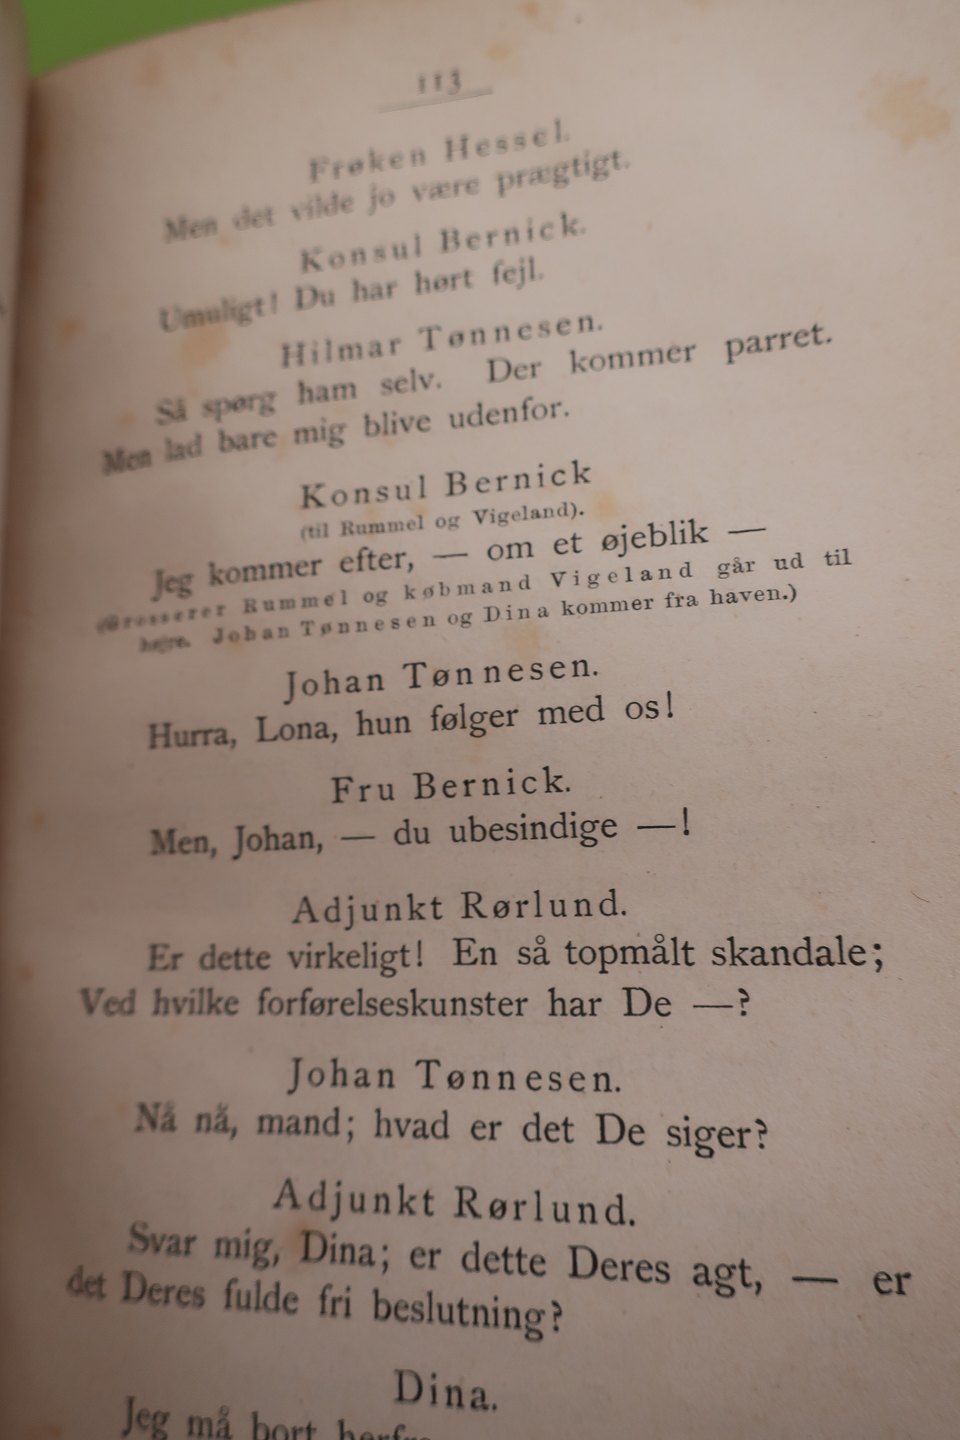 113
Frøken Hessel.
Men det vilde jo være prægtigt.
Konsul Bernick.
Umuligt! Du har hørt fejl.
Hilmar Tønnesen.
Så spørg ham selv. Der kommer parret.
Men lad bare mig blive udenfor.
Konsul Bernick
(til Rummel og Vigeland).
Jeg kommer efter, — om et øjeblik —
(Grosserer Rummel og købmand Vigeland går ud til
højre. Johan Tønnesen og Dina kommer fra haven.)
Johan Tønnesen.
Hurra, Lona, hun følger med os!
Fru Bernick.
Men, Johan, — du ubesindige —!
Adjunkt Rørlund.
Er dette virkeligt! En så topmålt skandale;
Ved hvilke forførelseskunster har De —?
Johan Tønnesen.
Nå nå, mand; hvad er det De siger?
Adjunkt Rørlund.
Svar mig, Dina; er dette Deres agt, — er
det Deres fulde fri beslutning?
Dina.
Jeg må bort